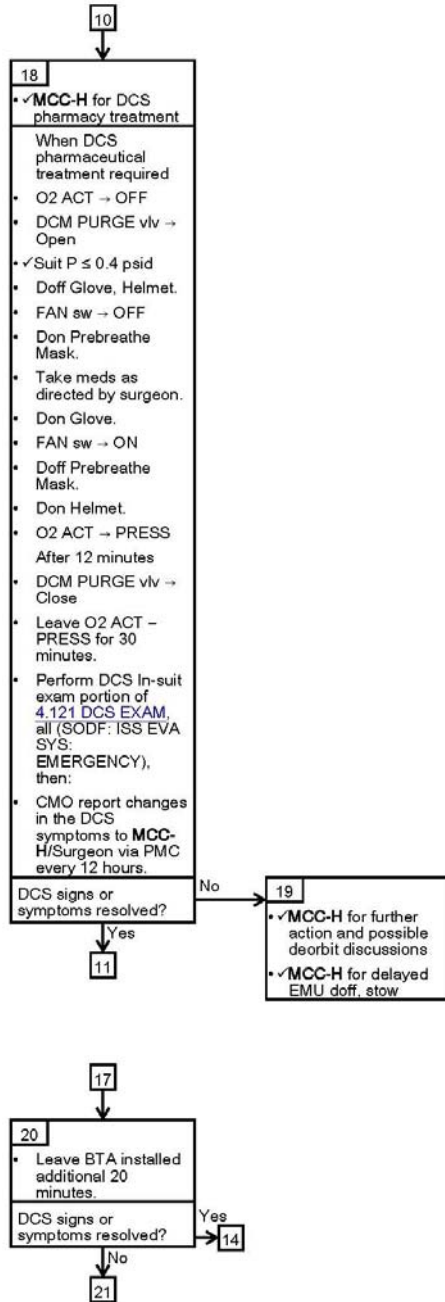 10
18
• ✓MCC-H for DCS
pharmacy treatment
When DCS
pharmaceutical
treatment required
• O2 ACT → OFF
• DCM PURGE vlv →
Open
• ✓Suit P ≤ 0.4 psid
• Doff Glove, Helmet.
• FAN sw → OFF
• Don Prebreathe
Mask.
• Take meds as
directed by surgeon.
• Don Glove.
• FAN sw → ON
• Doff Prebreathe
Mask.
• Don Helmet.
• O2 ACT → PRESS
After 12 minutes
• DCM PURGE vlv →
Close
• Leave O2 ACT –
PRESS for 30
minutes.
• Perform DCS In-suit
exam portion of
4.121 DCS EXAM,
all (SODF: ISS EVA
SYS:
EMERGENCY),
then:
• CMO report changes
in the DCS
symptoms to MCC-
H/Surgeon via PMC
every 12 hours.
DCS signs or
symptoms resolved?
No
Yes
11
19
• ✓MCC-H for further
action and possible
deorbit discussions
• ✓MCC-H for delayed
EMU doff, stow
17
20
• Leave BTA installed
additional 20
minutes.
DCS signs or
symptoms resolved?
Yes
14
No
21